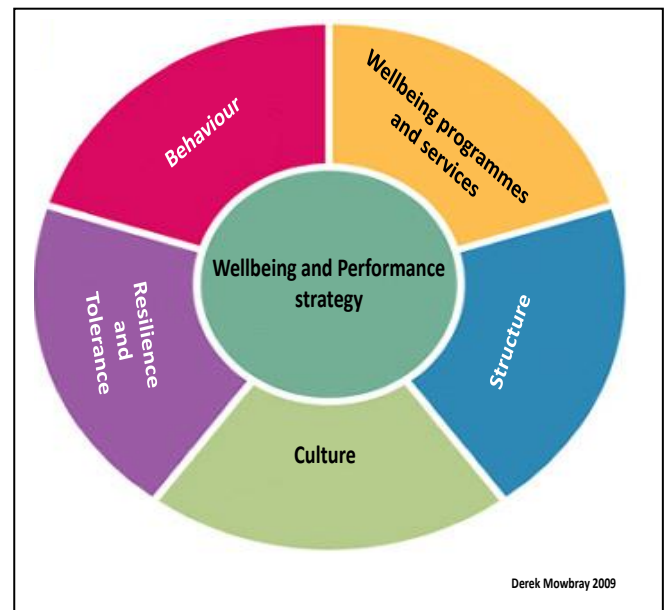 Behaviour
Wellbeing programmes
and services
Resilience
and
Tolerance
Wellbeing and Performance
strategy
Structure
Culture
Derek Mowbray 2009